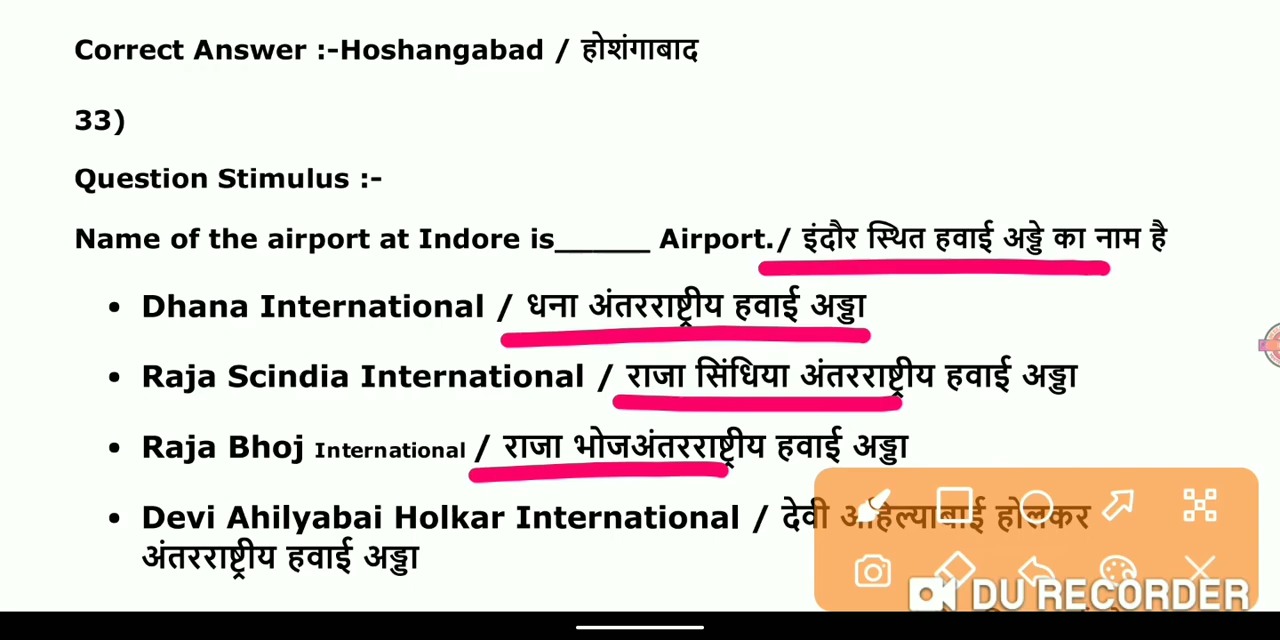 Correct Answer :-Hoshangabad / होशंगाबाद
33)
Question Stimulus :-
Name of the airport at Indore is______ Airport./ इंदौर स्थित हवाई अड्डे का नाम है
• Dhana International / धना अंतरराष्ट्रीय हवाई अड्डा
• Raja Scindia International / राजा सिंधिया अंतरराष्ट्रीय हवाई अड्डा
• Raja Bhoj International / राजा भोजअंतरराष्ट्रीय हवाई अड्डा
• Devi Ahilyabai Holkar International / देवी अहिल्याबाई होलकर
अंतरराष्ट्रीय हवाई अड्डा
DU RECORDER